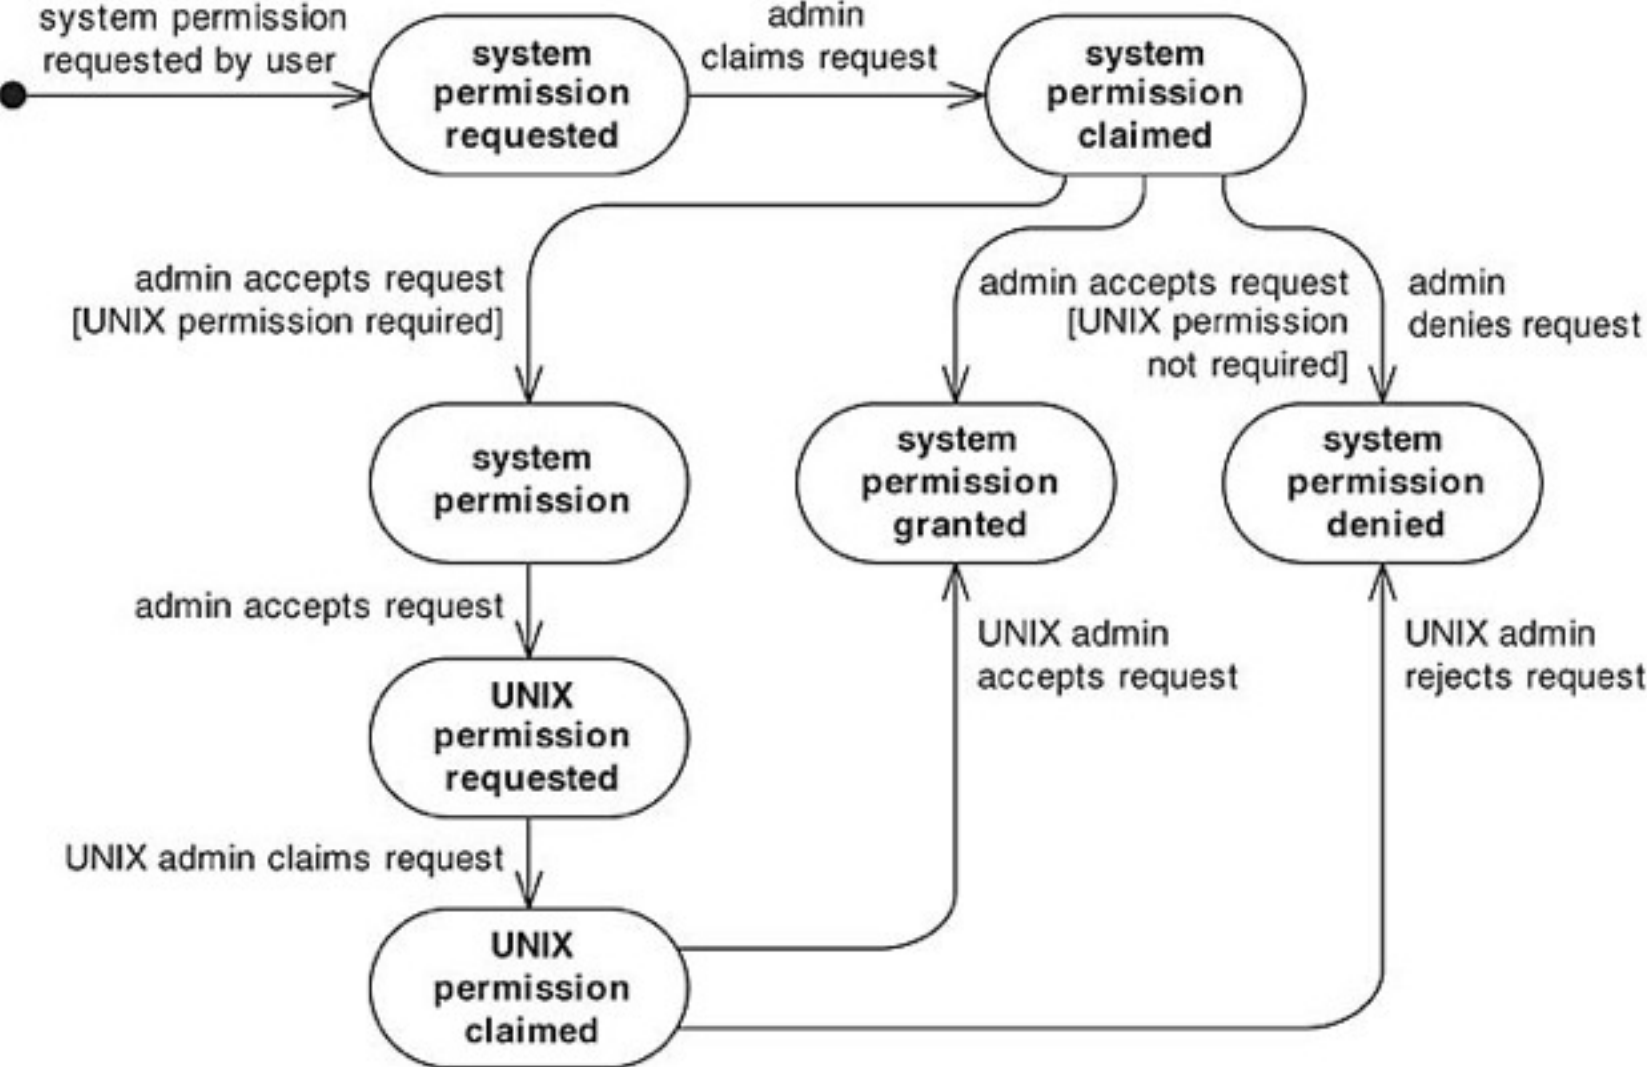 system permission
requested by user
system
permission
requested
admin
claims request
system
permission
claimed
admin accepts request
[UNIX permission required]
admin accepts request
[UNIX permission
not required]
admin
denies request
system
permission
system
permission
granted
system
permission
denied
admin accepts request
UNIX
permission
requested
UNIX admin
accepts request
UNIX admin
rejects request
UNIX admin claims request
UNIX
permission
claimed